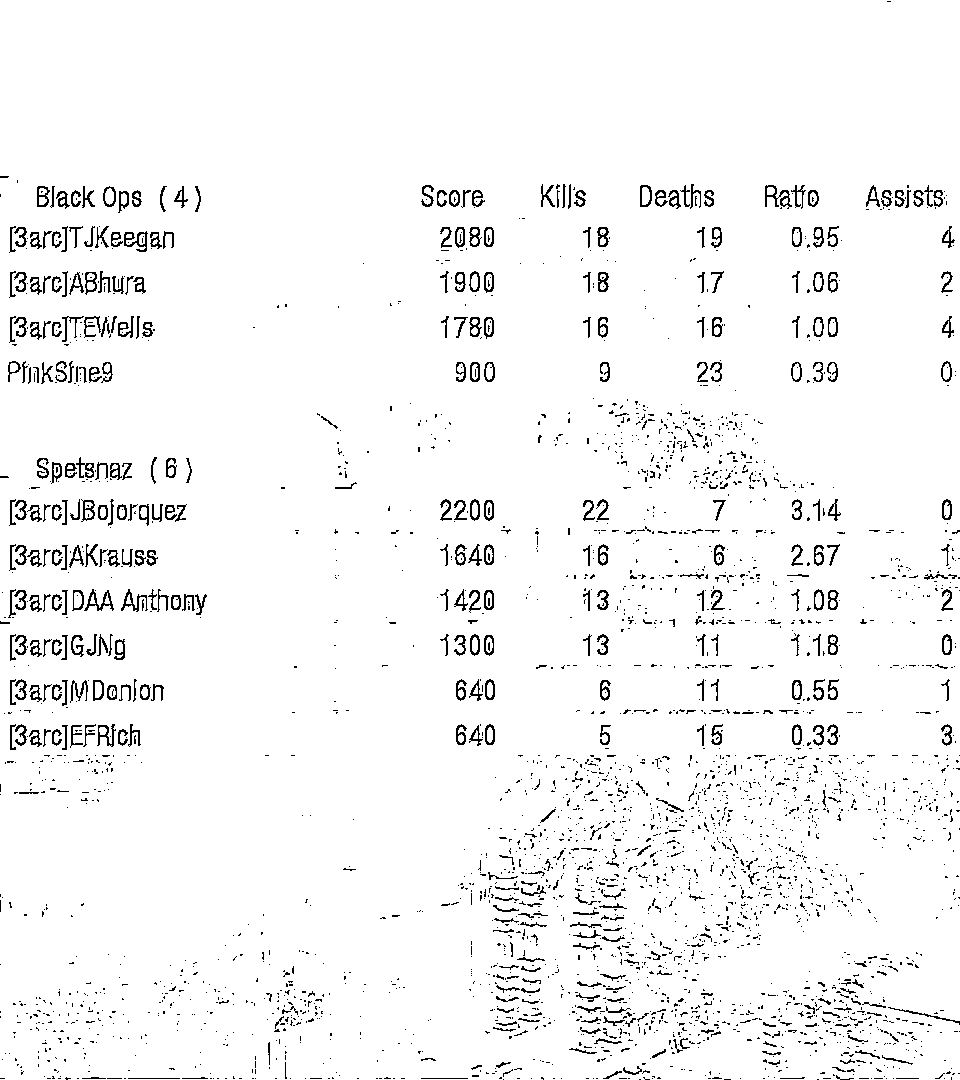 Black Ops ( 4 ) Score Kills Deaths Ratio Assists
[3arc]TJKeegan 2080 18 19 0.95 4
[3arc]ABhura 1900 18 17 1.06 2
[3arc]TEWells 1780 16 16 1.00 4
PinkSine9 900 9 23 0.39 0
Spetsnaz ( 6 )
[3arc]JBojorquez 2200 22 7 3.14 0
[3arc]AKrauss 1640 16 6 2.67 1
[3arc]DAA Anthony 1420 13 12 1.08 2
[3arc]GJNg 1300 13 11 1.18 0
[3arc]MDonlon 640 6 11 0.55 1
[3arc]EFRich 640 5 15 0.33 3